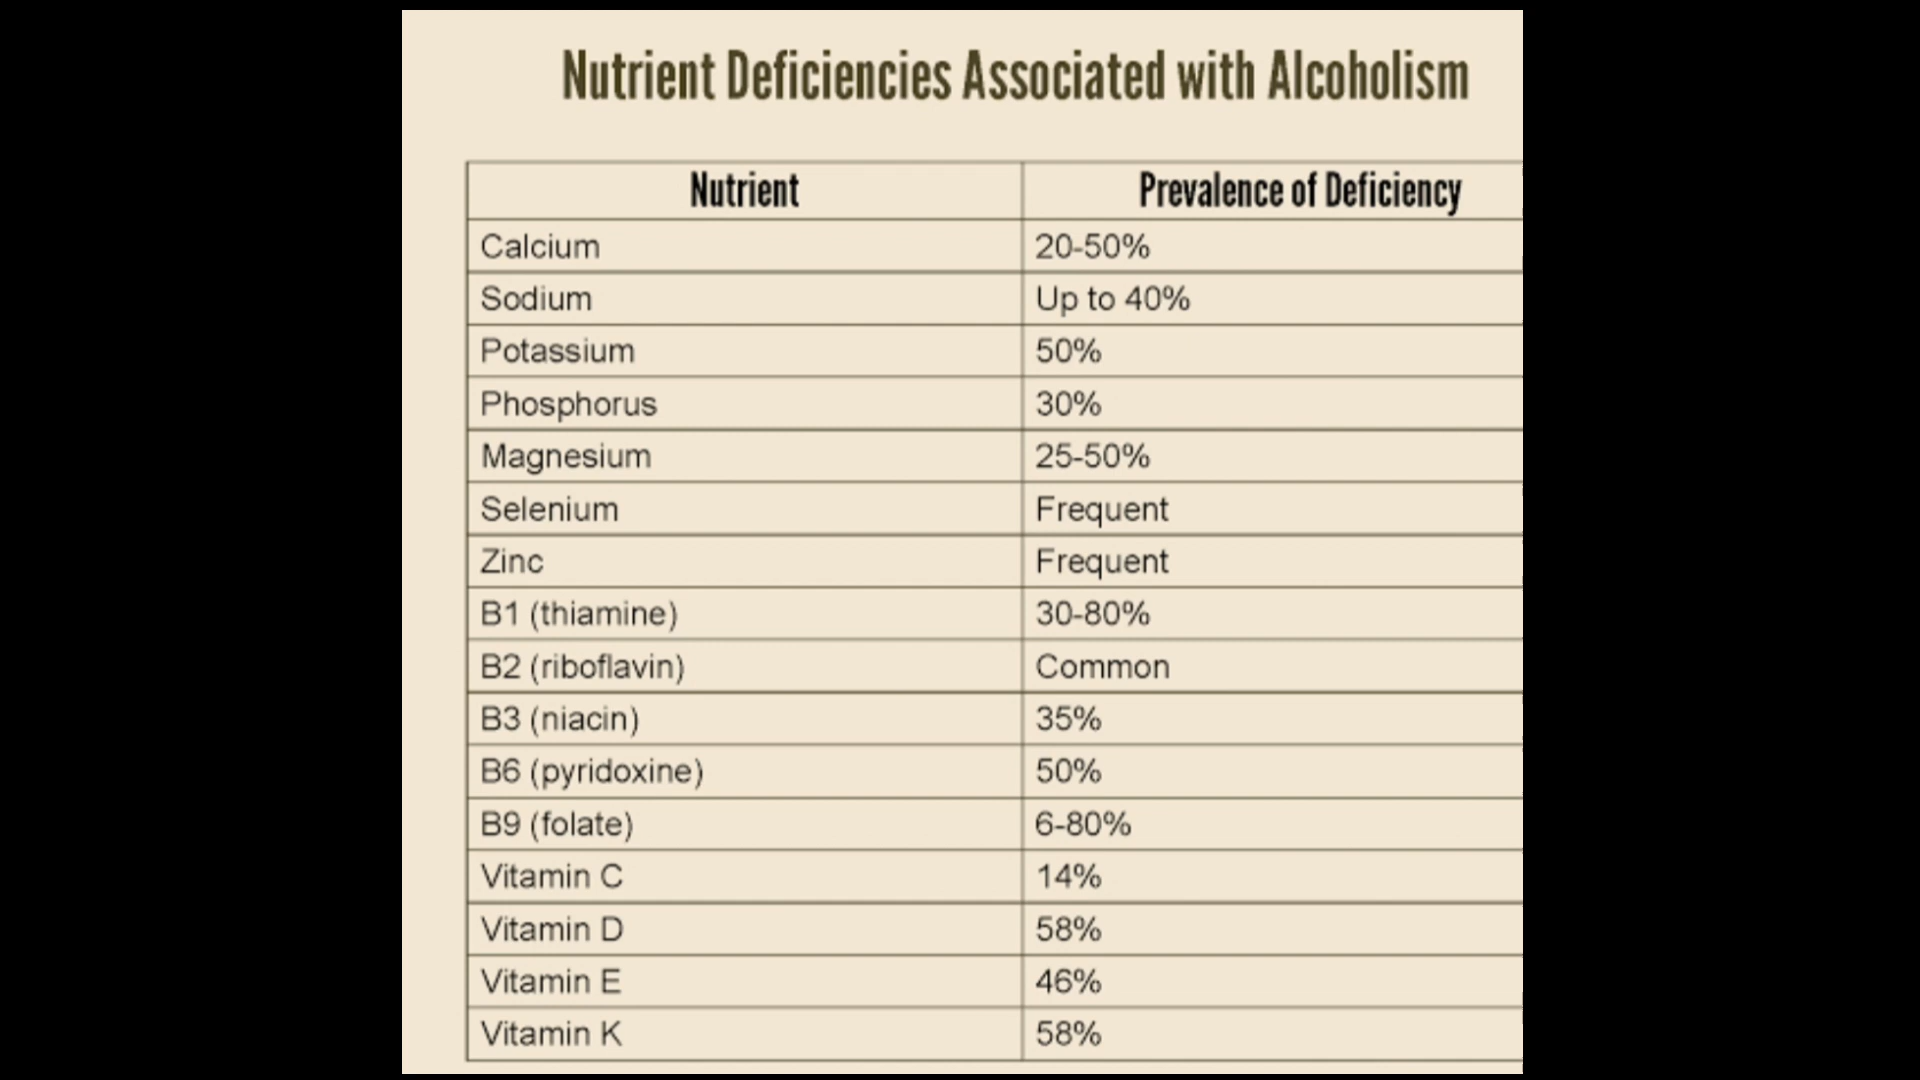 Nutrient Deficiencies Associated with Alcoholism
Nutrient Prevalence of Deficiency
Calcium 20-50%
Sodium Up to 40%
Potassium 50%
Phosphorus 30%
Magnesium 25-50%
Selenium Frequent
Zinc Frequent
B1 (thiamine) 30-80%
B2 (riboflavin) Common
B3 (niacin) 35%
B6 (pyridoxine) 50%
B9 (folate) 6-80%
Vitamin C 14%
Vitamin D 58%
Vitamin E 46%
Vitamin K 58%